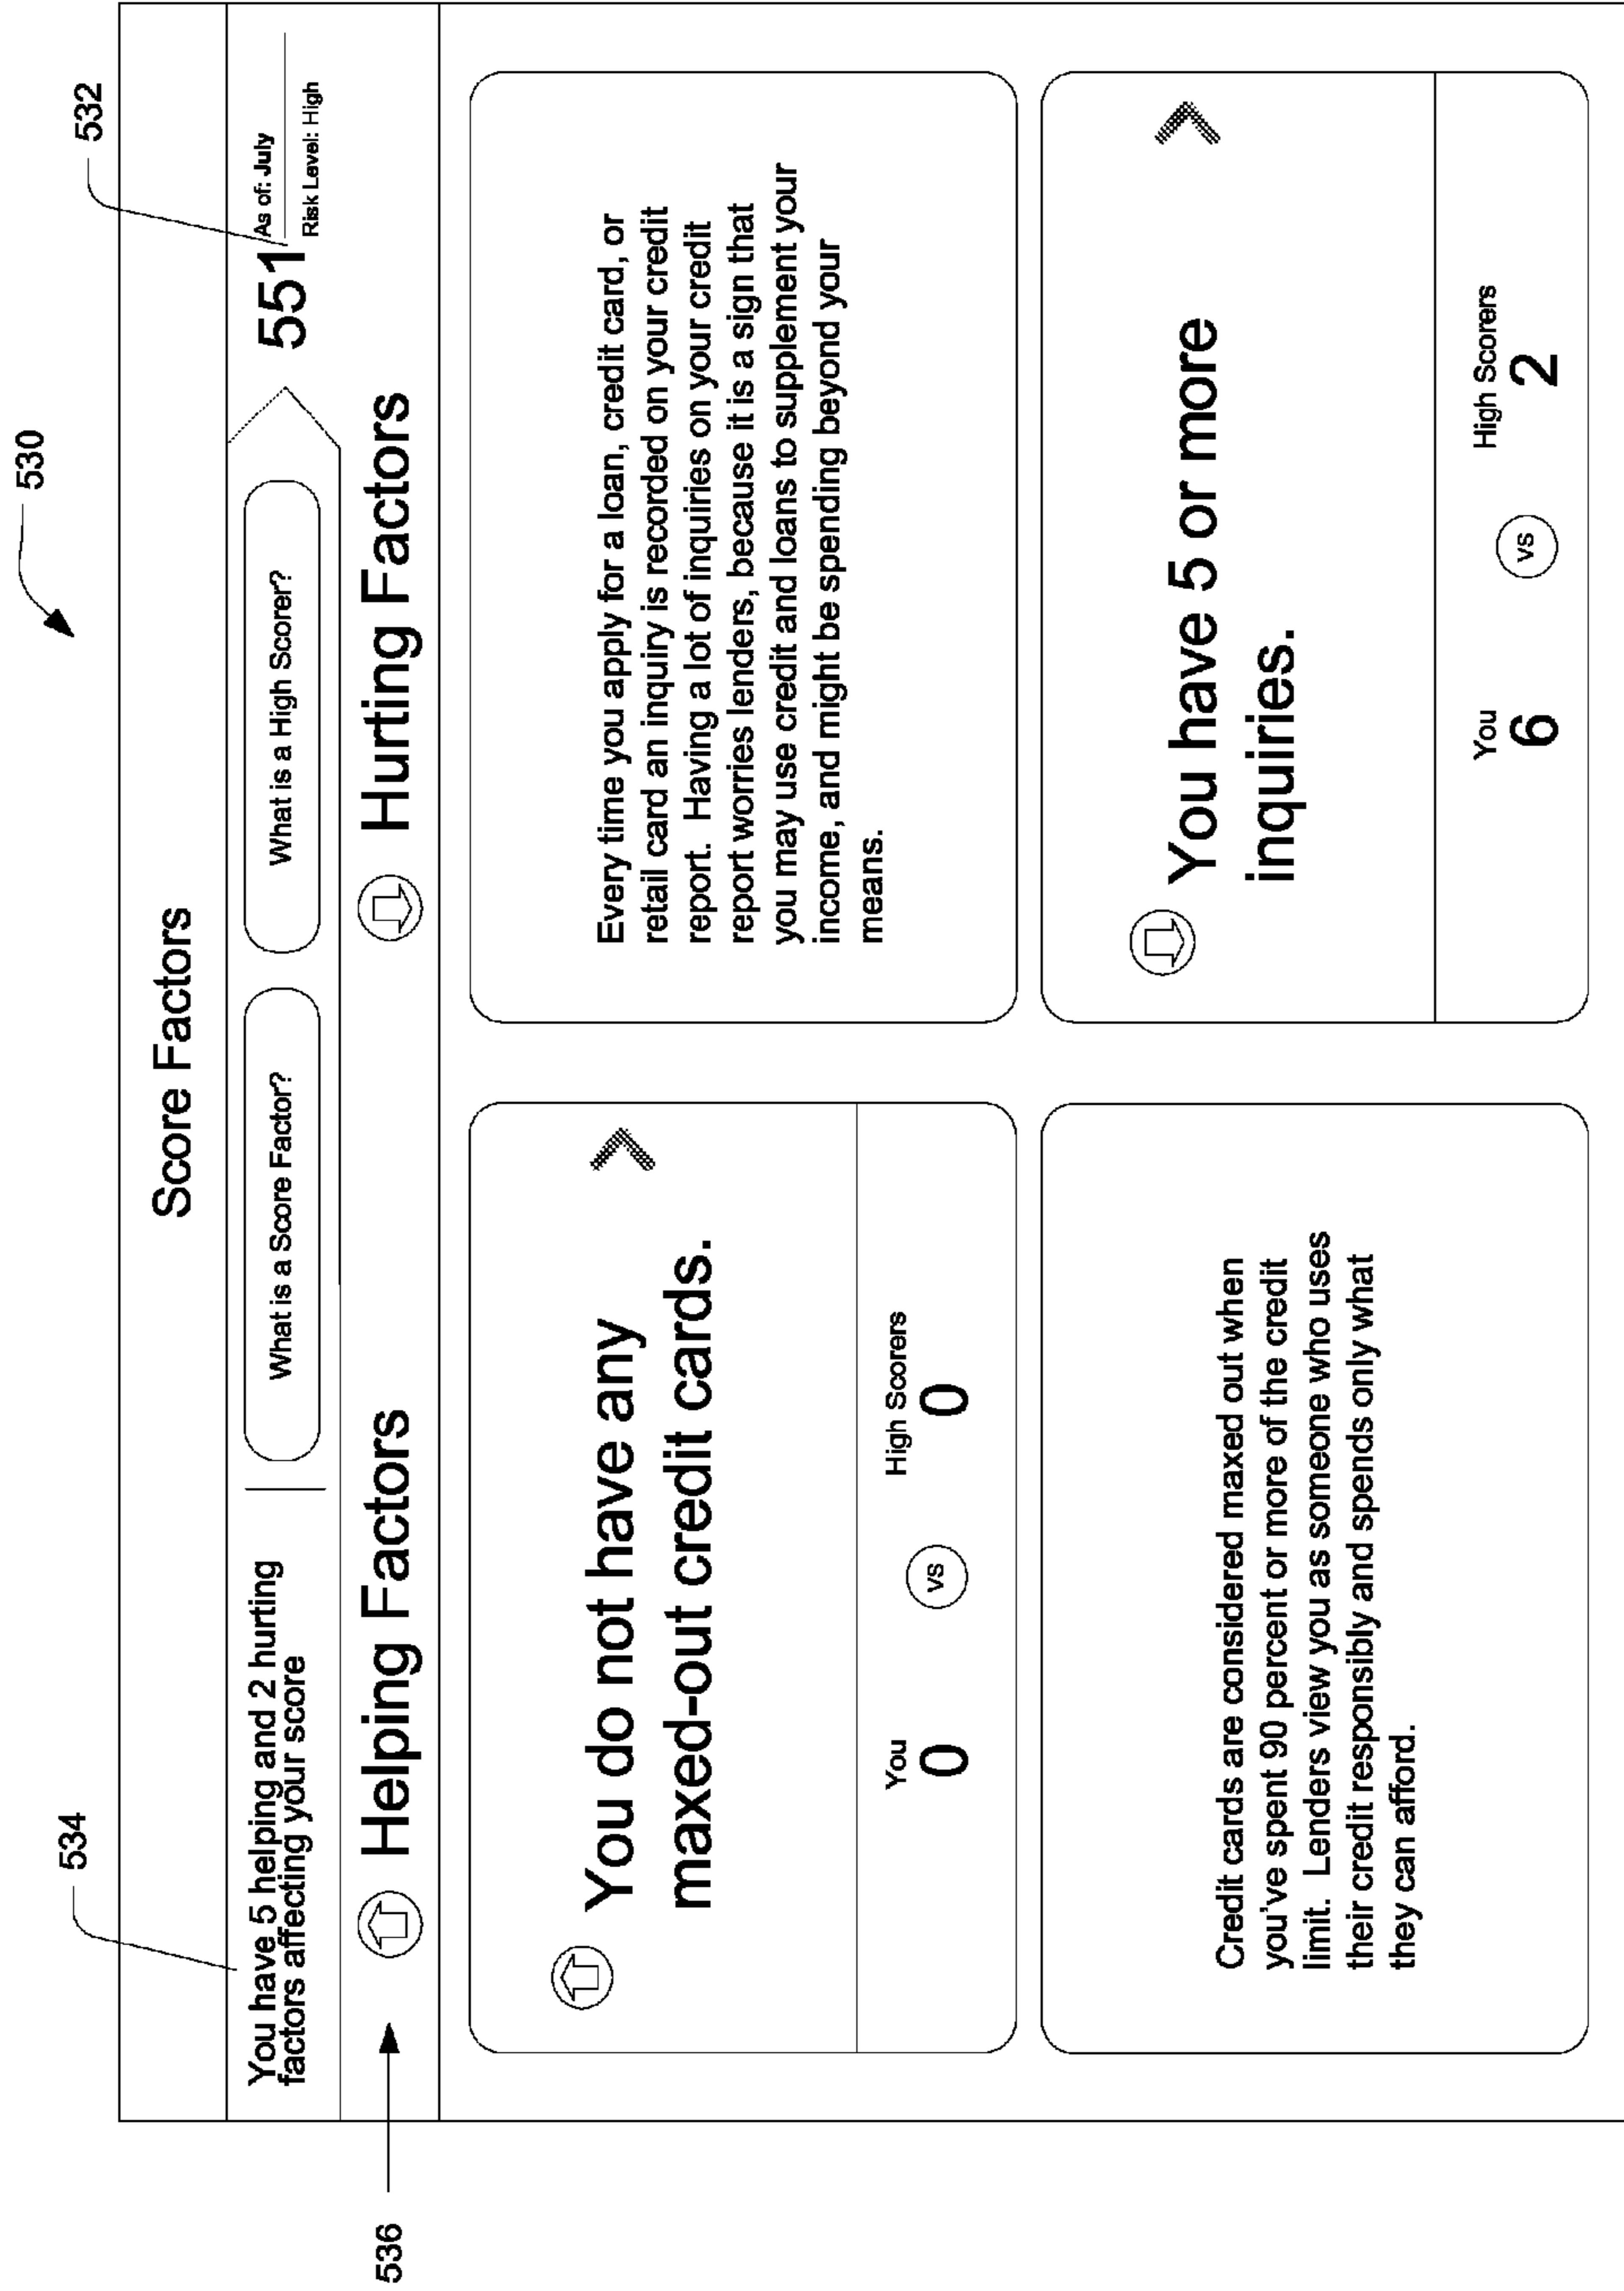 530
532
534
536
Score Factors
You have 5 helping and 2 hurting
factors affecting your score
What is a Score Factor?
What is a High Scorer?
551
As of: July
Risk Level: High
Helping Factors
Hurting Factors
You do not have any
maxed-out credit cards.
You
High Scorers
0
vs
0
Every time you apply for a loan, credit card, or
retail card an inquiry is recorded on your credit
report. Having a lot of inquiries on your credit
report worries lenders, because it is a sign that
you may use credit and loans to supplement your
income, and might be spending beyond your
means.
Credit cards are considered maxed out when
you've spent 90 percent or more of the credit
limit. Lenders view you as someone who uses
their credit responsibly and spends only what
they can afford.
You have 5 or more
inquiries.
You
High Scorers
6
vs
2